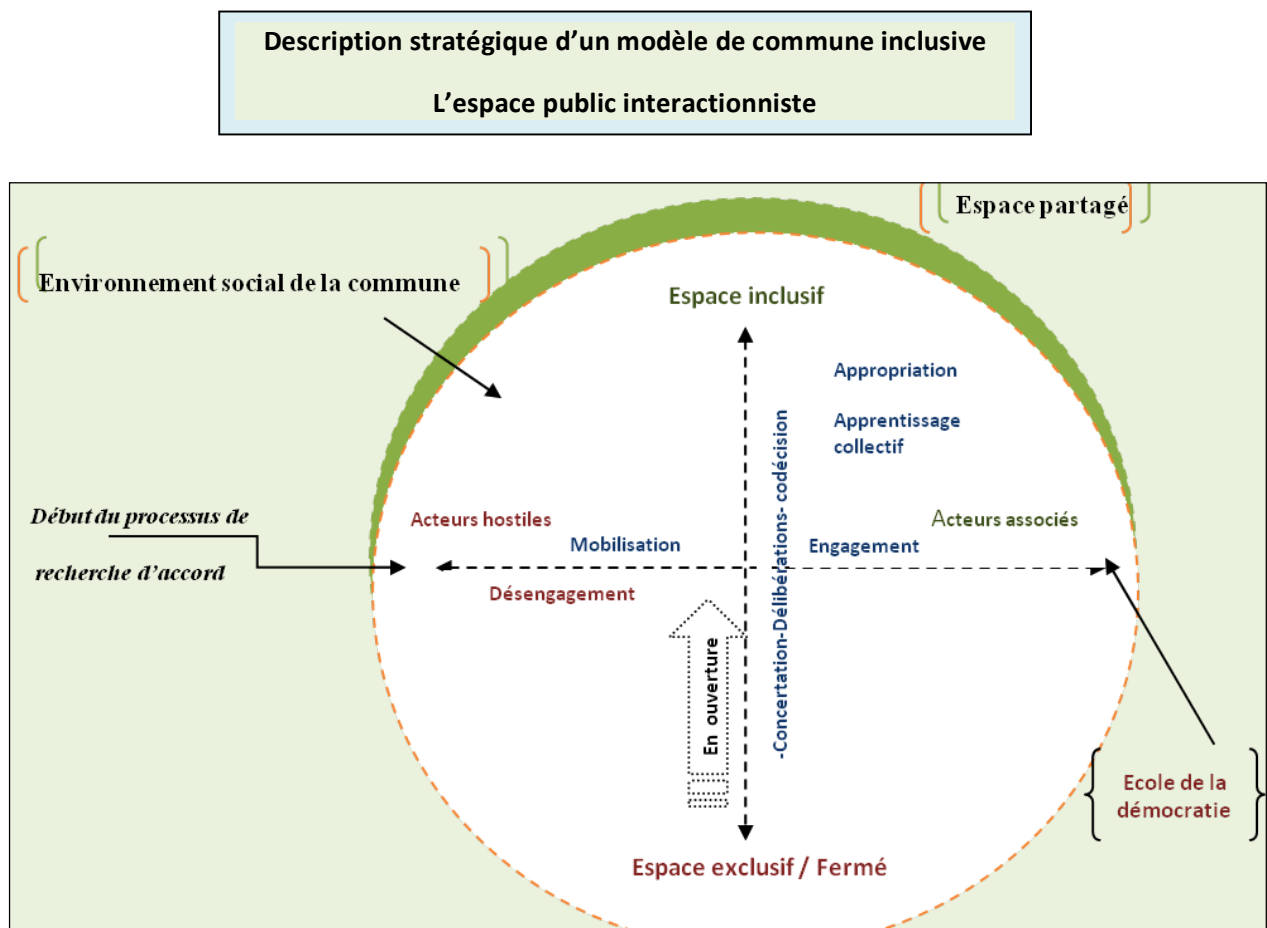 Description stratégique d'un modèle de commune inclusive
L'espace public interactionniste
Espace partagé
Environnement social de la commune
Espace inclusif
Appropriation
Apprentissage
collectif
Début du processus de
recherche d'accord
Acteurs hostiles
Acteurs associés
Mobilisation
Engagement
Désengagement
-Concertation-Délibérations- codécision
En ouverture
Ecole de la
démocratie
Espace exclusif / Fermé